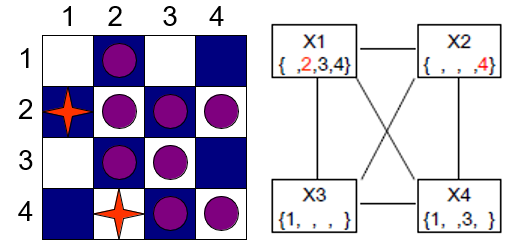 1 2 3 4
1
2
3
4
X1
{ ,2,3,4}
X2
{ , , ,4}
X3
{1, , , }
X4
{1, ,3, }